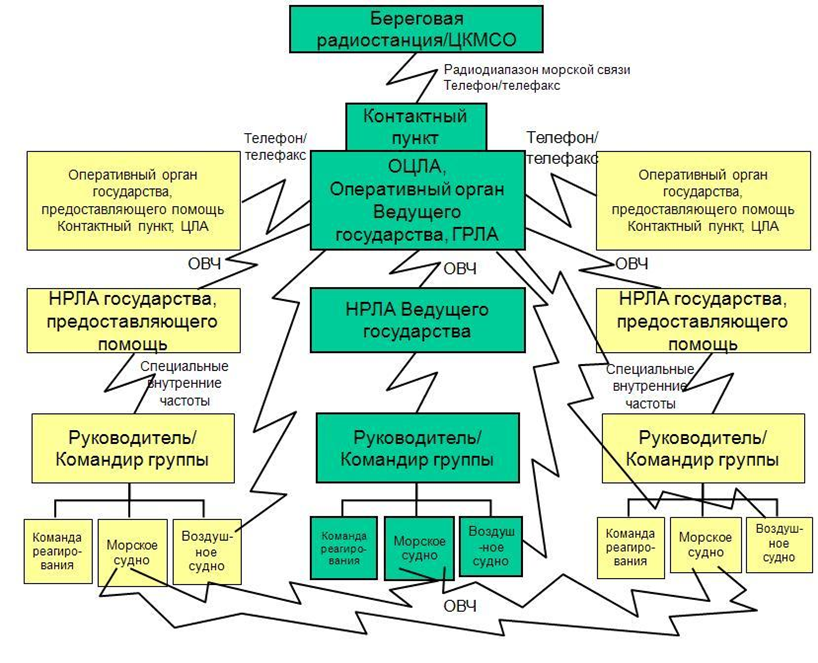 Береговая
радиостанция/ЦКМСО
Радиодиапазон морской связи
Телефон/телефакс
Контактный
пункт
Телефон/
телефакс
Телефон/
телефакс
Оперативный орган
государства,
предоставляющего помощь
Контактный пункт, ЦЛА
ОЦЛА,
Оперативный орган
Ведущего
государства, ГРЛА
Оперативный орган
государства,
предоставляющего помощь
Контактный пункт, ЦЛА
ОВЧ
ОВЧ
ОВЧ
НРЛА государства,
предоставляющего
помощь
НРЛА Ведущего
государства
НРЛА государства,
предоставляющего
помощь
Специальные
внутренние
частоты
Специальные
внутренние
частоты
Руководитель/
Командир группы
Руководитель/
Командир группы
Руководитель/
Командир группы
Команда
реагиро-
вания
Морское
судно
Воздуш-
ное
судно
Команда
реагиро-
вания
Морское
судно
Воздуш
-ное
судно
Команда
реагиро-
вания
Морское
судно
Воздуш-
ное
судно
ОВЧ